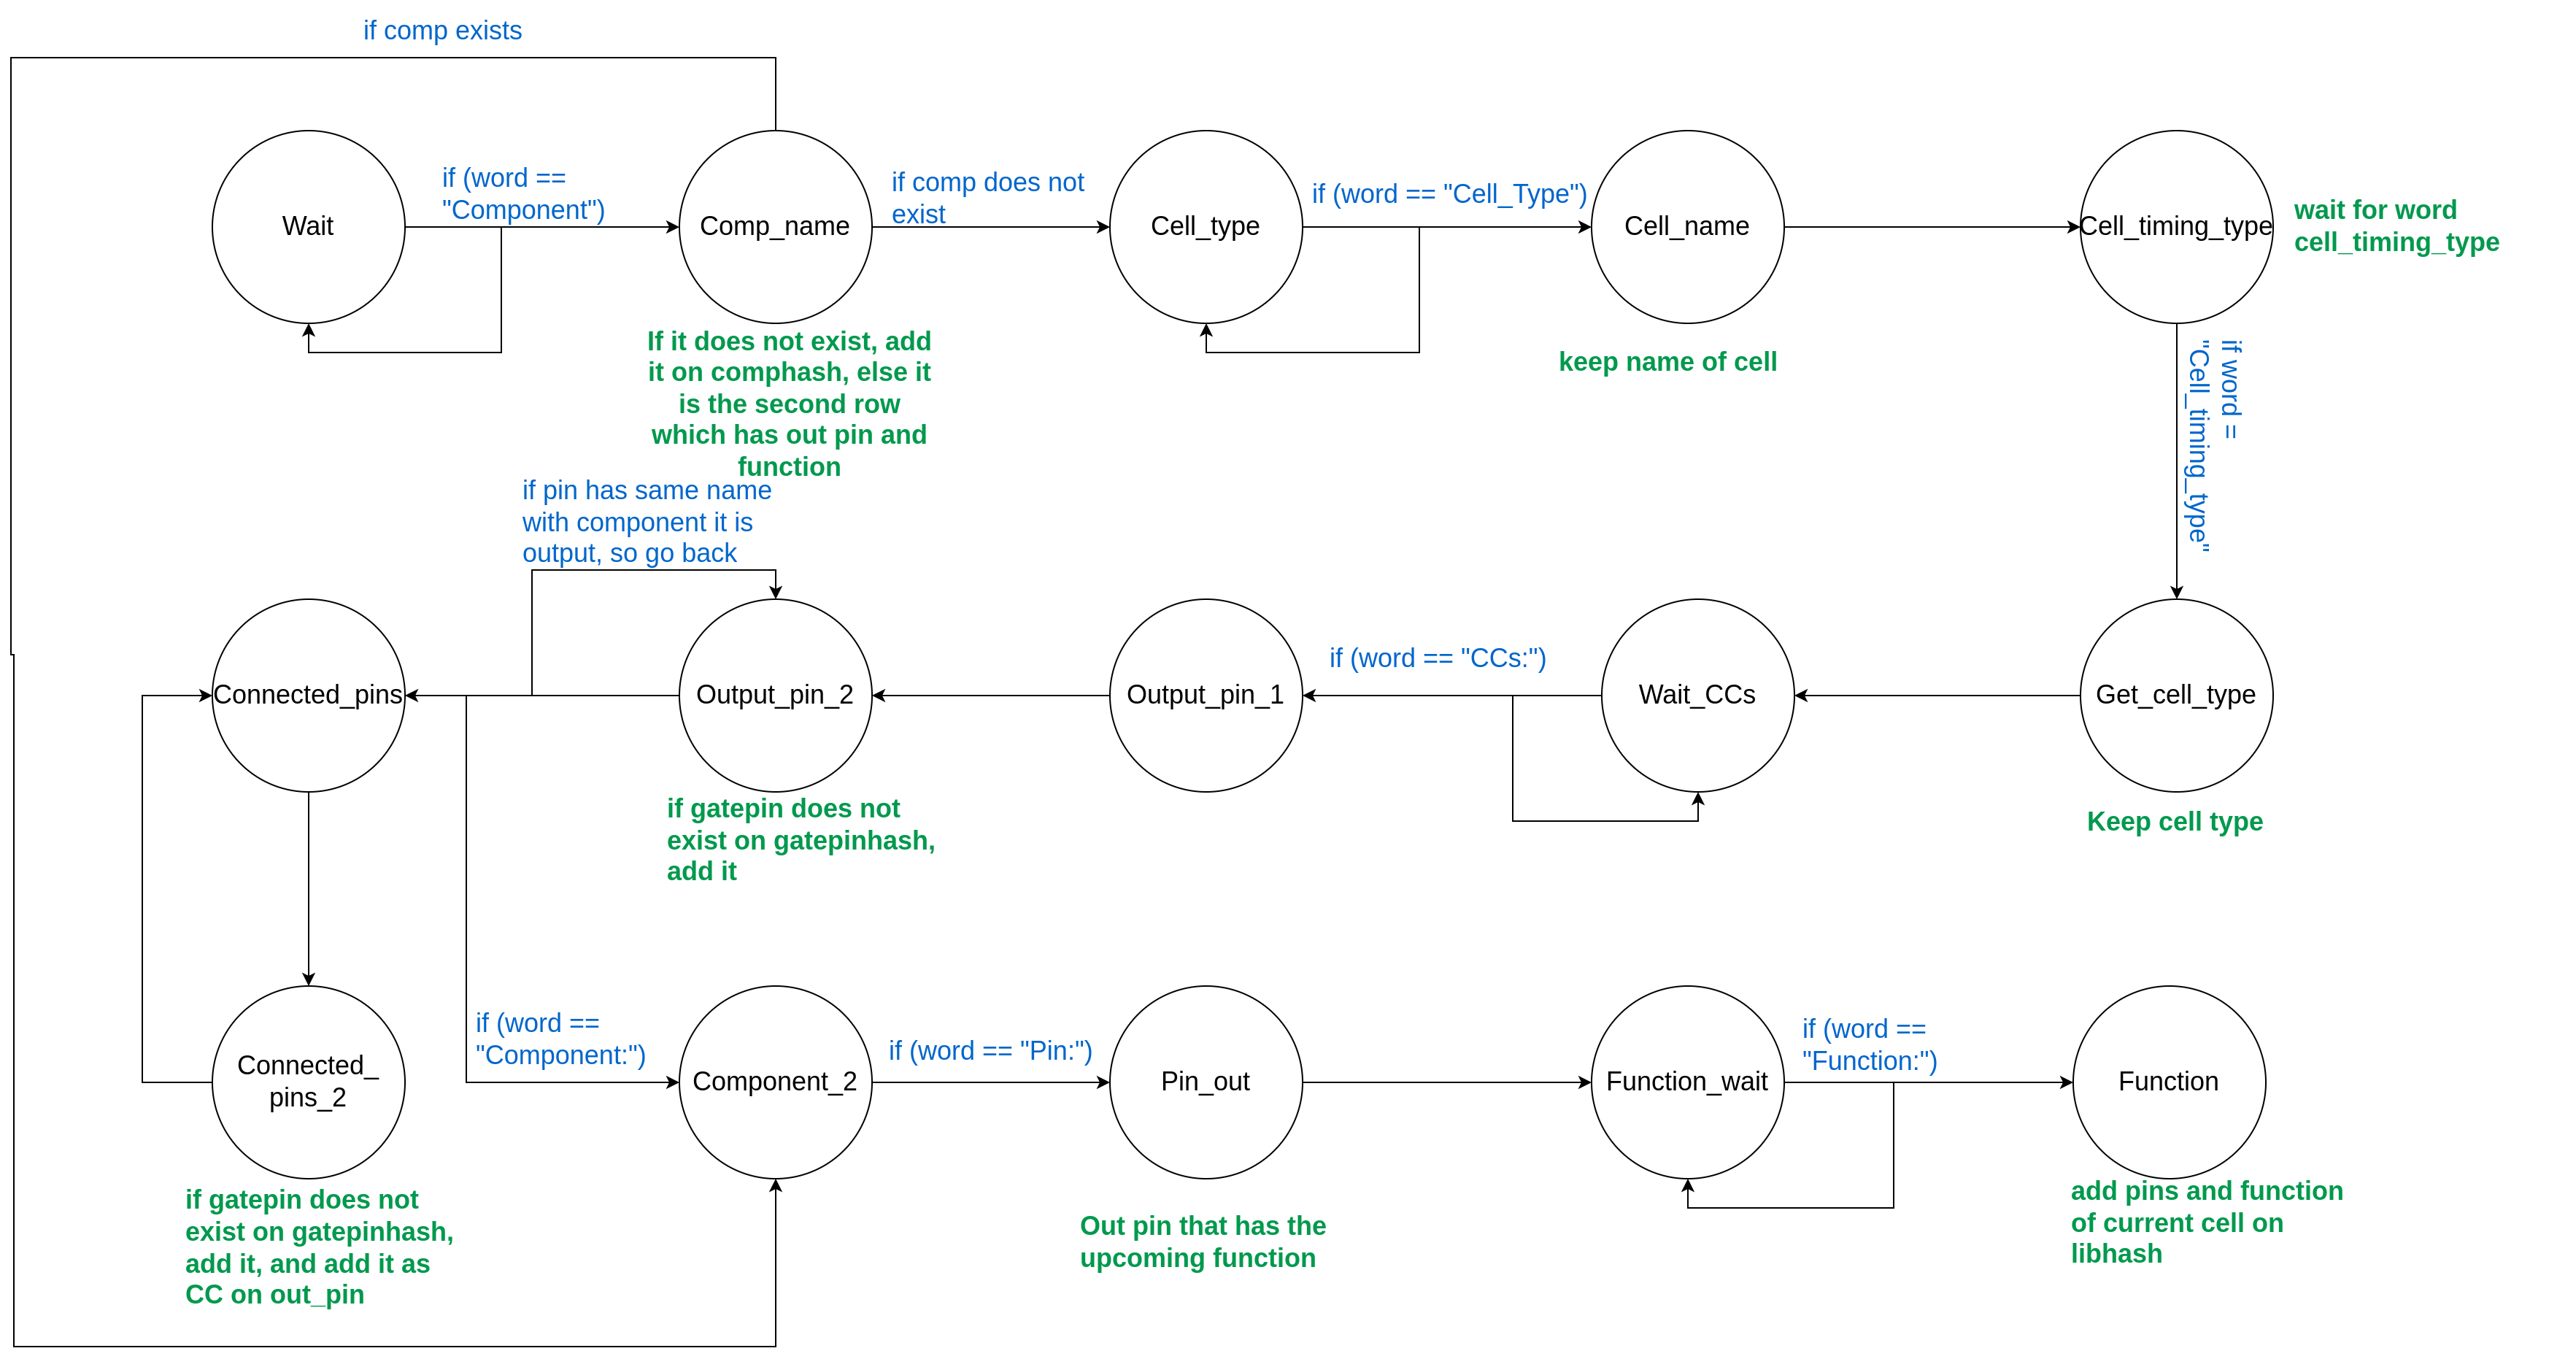 if comp exists
if (word ==
"Component")
if comp does not
exist
if (word == "Cell_Type")
Wait
Comp_name
Cell_type
Cell_name
Cell_timing_type
wait for word
cell_timing_type
If it does not exist, add
it on comphash, else it
is the second row
which has out pin and
function
keep name of cell
if word =
"Cell_timing_type"
if pin has same name
with component it is
output, so go back
if (word == "CCs:")
Connected_pins
Output_pin_2
Output_pin_1
Wait_CCs
Get_cell_type
if gatepin does not
exist on gatepinhash,
add it
Keep cell type
if (word ==
"Component:")
if (word == "Pin:")
if (word ==
"Function:")
Connected_
pins_2
Component_2
Pin_out
Function_wait
Function
if gatepin does not
exist on gatepinhash,
add it, and add it as
CC on out_pin
Out pin that has the
upcoming function
add pins and function
of current cell on
libhash